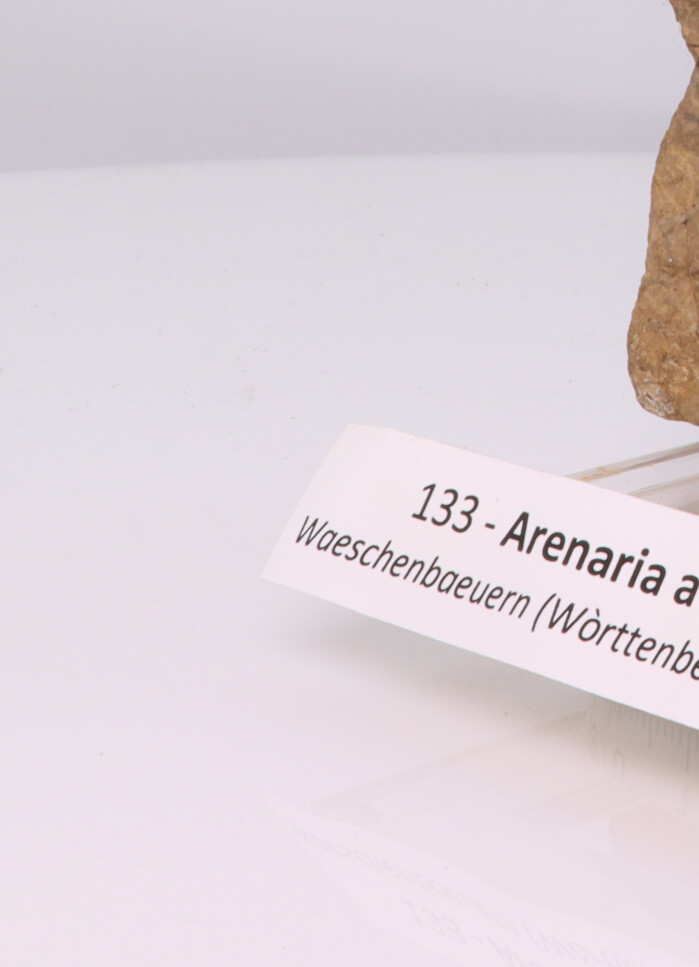 133 - Arenaria a
Waeschenbaeuern (Wòrttenbe